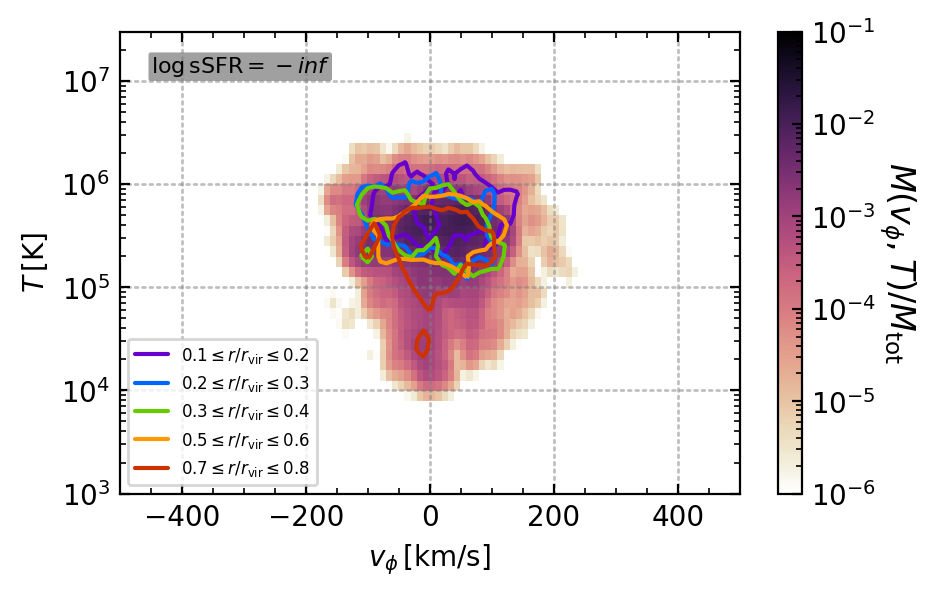 log sSFR = −inf
10⁷
10⁶
10⁵
10⁴
10³
T [K]
−400
−200
0
200
400
v_ϕ [km/s]
0.1 ≤ r/r_vir ≤ 0.2
0.2 ≤ r/r_vir ≤ 0.3
0.3 ≤ r/r_vir ≤ 0.4
0.5 ≤ r/r_vir ≤ 0.6
0.7 ≤ r/r_vir ≤ 0.8
10⁻¹
10⁻²
10⁻³
10⁻⁴
10⁻⁵
10⁻⁶
M(v_ϕ, T)/M_tot